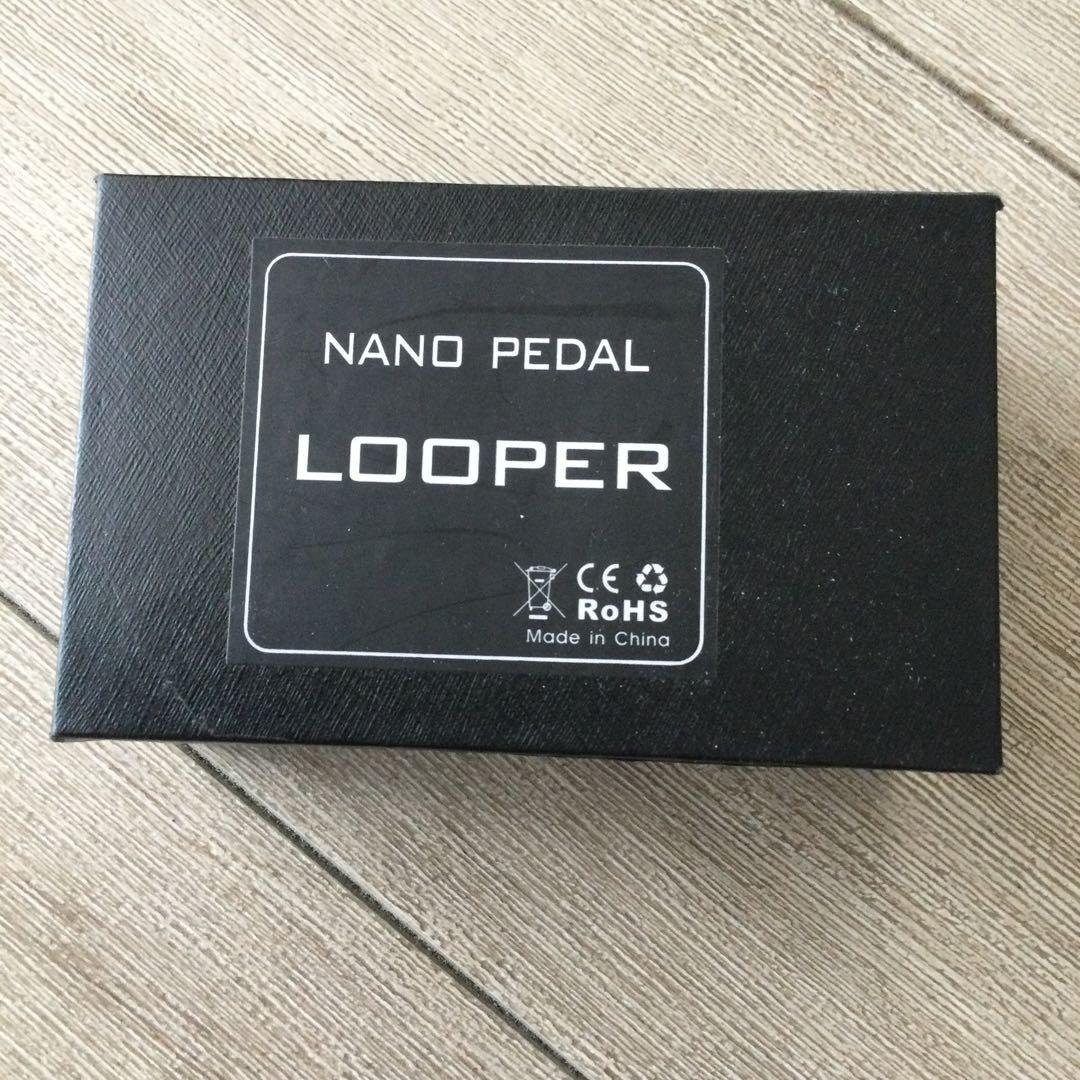 NANO PEDAL
LOOPER
CE
RoHS
Made in China